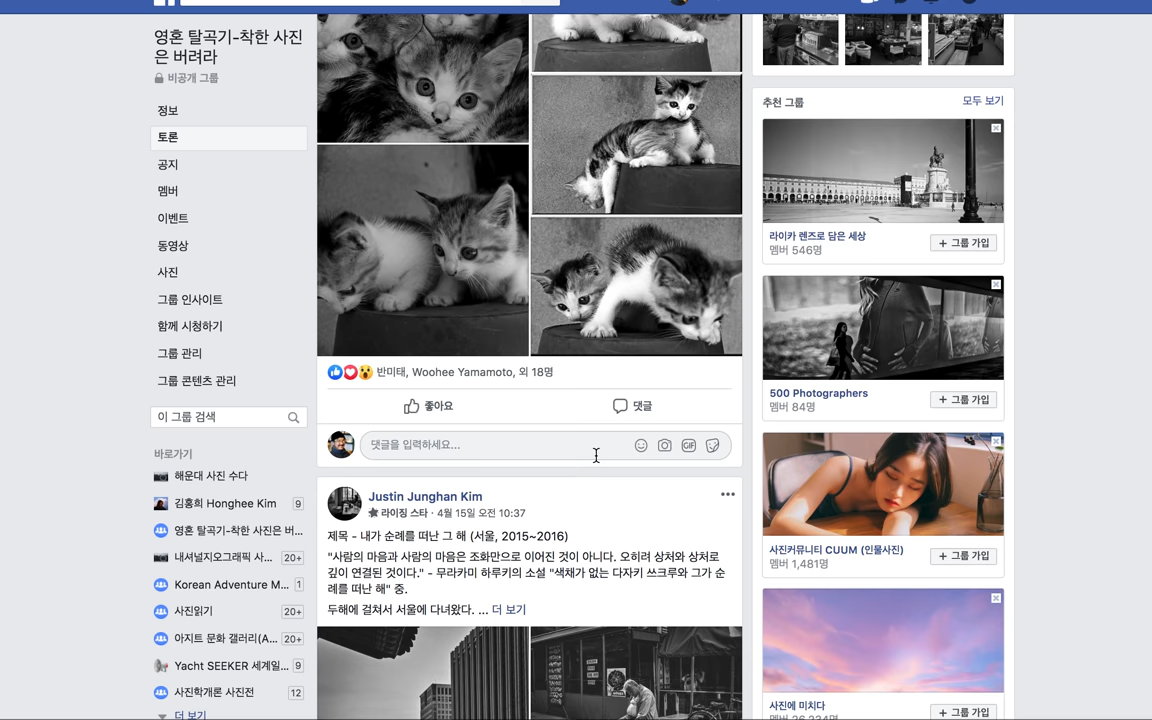 영혼 탈곡기-착한 사진
은 버려라
비공개 그룹
정보
토론
공지
멤버
이벤트
동영상
사진
그룹 인사이트
함께 시청하기
그룹 관리
그룹 콘텐츠 관리
이 그룹 검색
바로가기
해운대 사진 수다
김홍희 Honghee Kim 9
영혼 탈곡기-착한 사진은 버...
내셔널지오그래픽 사... 20+
Korean Adventure M... 1
사진읽기 20+
아지트 문화 갤러리(A... 20+
Yacht SEEKER 세계일... 9
사진학개론 사진전 12
더 보기
반미태, Woohee Yamamoto, 외 18명
좋아요 댓글
댓글을 입력하세요...
GIF
Justin Junghan Kim
라이징 스타 · 4월 15일 오전 10:37
제목 - 내가 순례를 떠난 그 해 (서울, 2015~2016)
"사람의 마음과 사람의 마음은 조화만으로 이어진 것이 아니다. 오히려 상처와 상처로
깊이 연결된 것이다." - 무라카미 하루키의 소설 "색채가 없는 다자키 쓰크루와 그가 순
례를 떠난 해" 중.
두해에 걸쳐서 서울에 다녀왔다. ... 더 보기
추천 그룹 모두 보기
라이카 렌즈로 담은 세상
멤버 546명
+ 그룹 가입
500 Photographers
멤버 84명
+ 그룹 가입
사진커뮤니티 CUUM (인물사진)
멤버 1,481명
+ 그룹 가입
사진에 미치다
멤버 26,234명
+ 그룹 가입